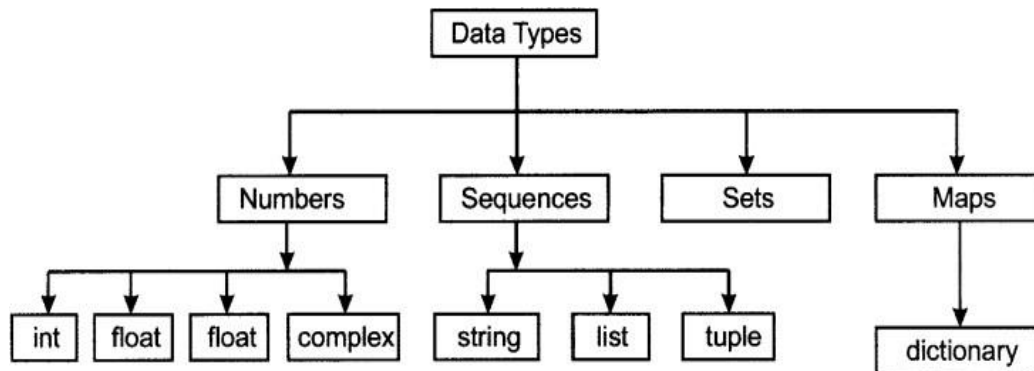 Data Types
Numbers
Sequences
Sets
Maps
int
float
float
complex
string
list
tuple
dictionary